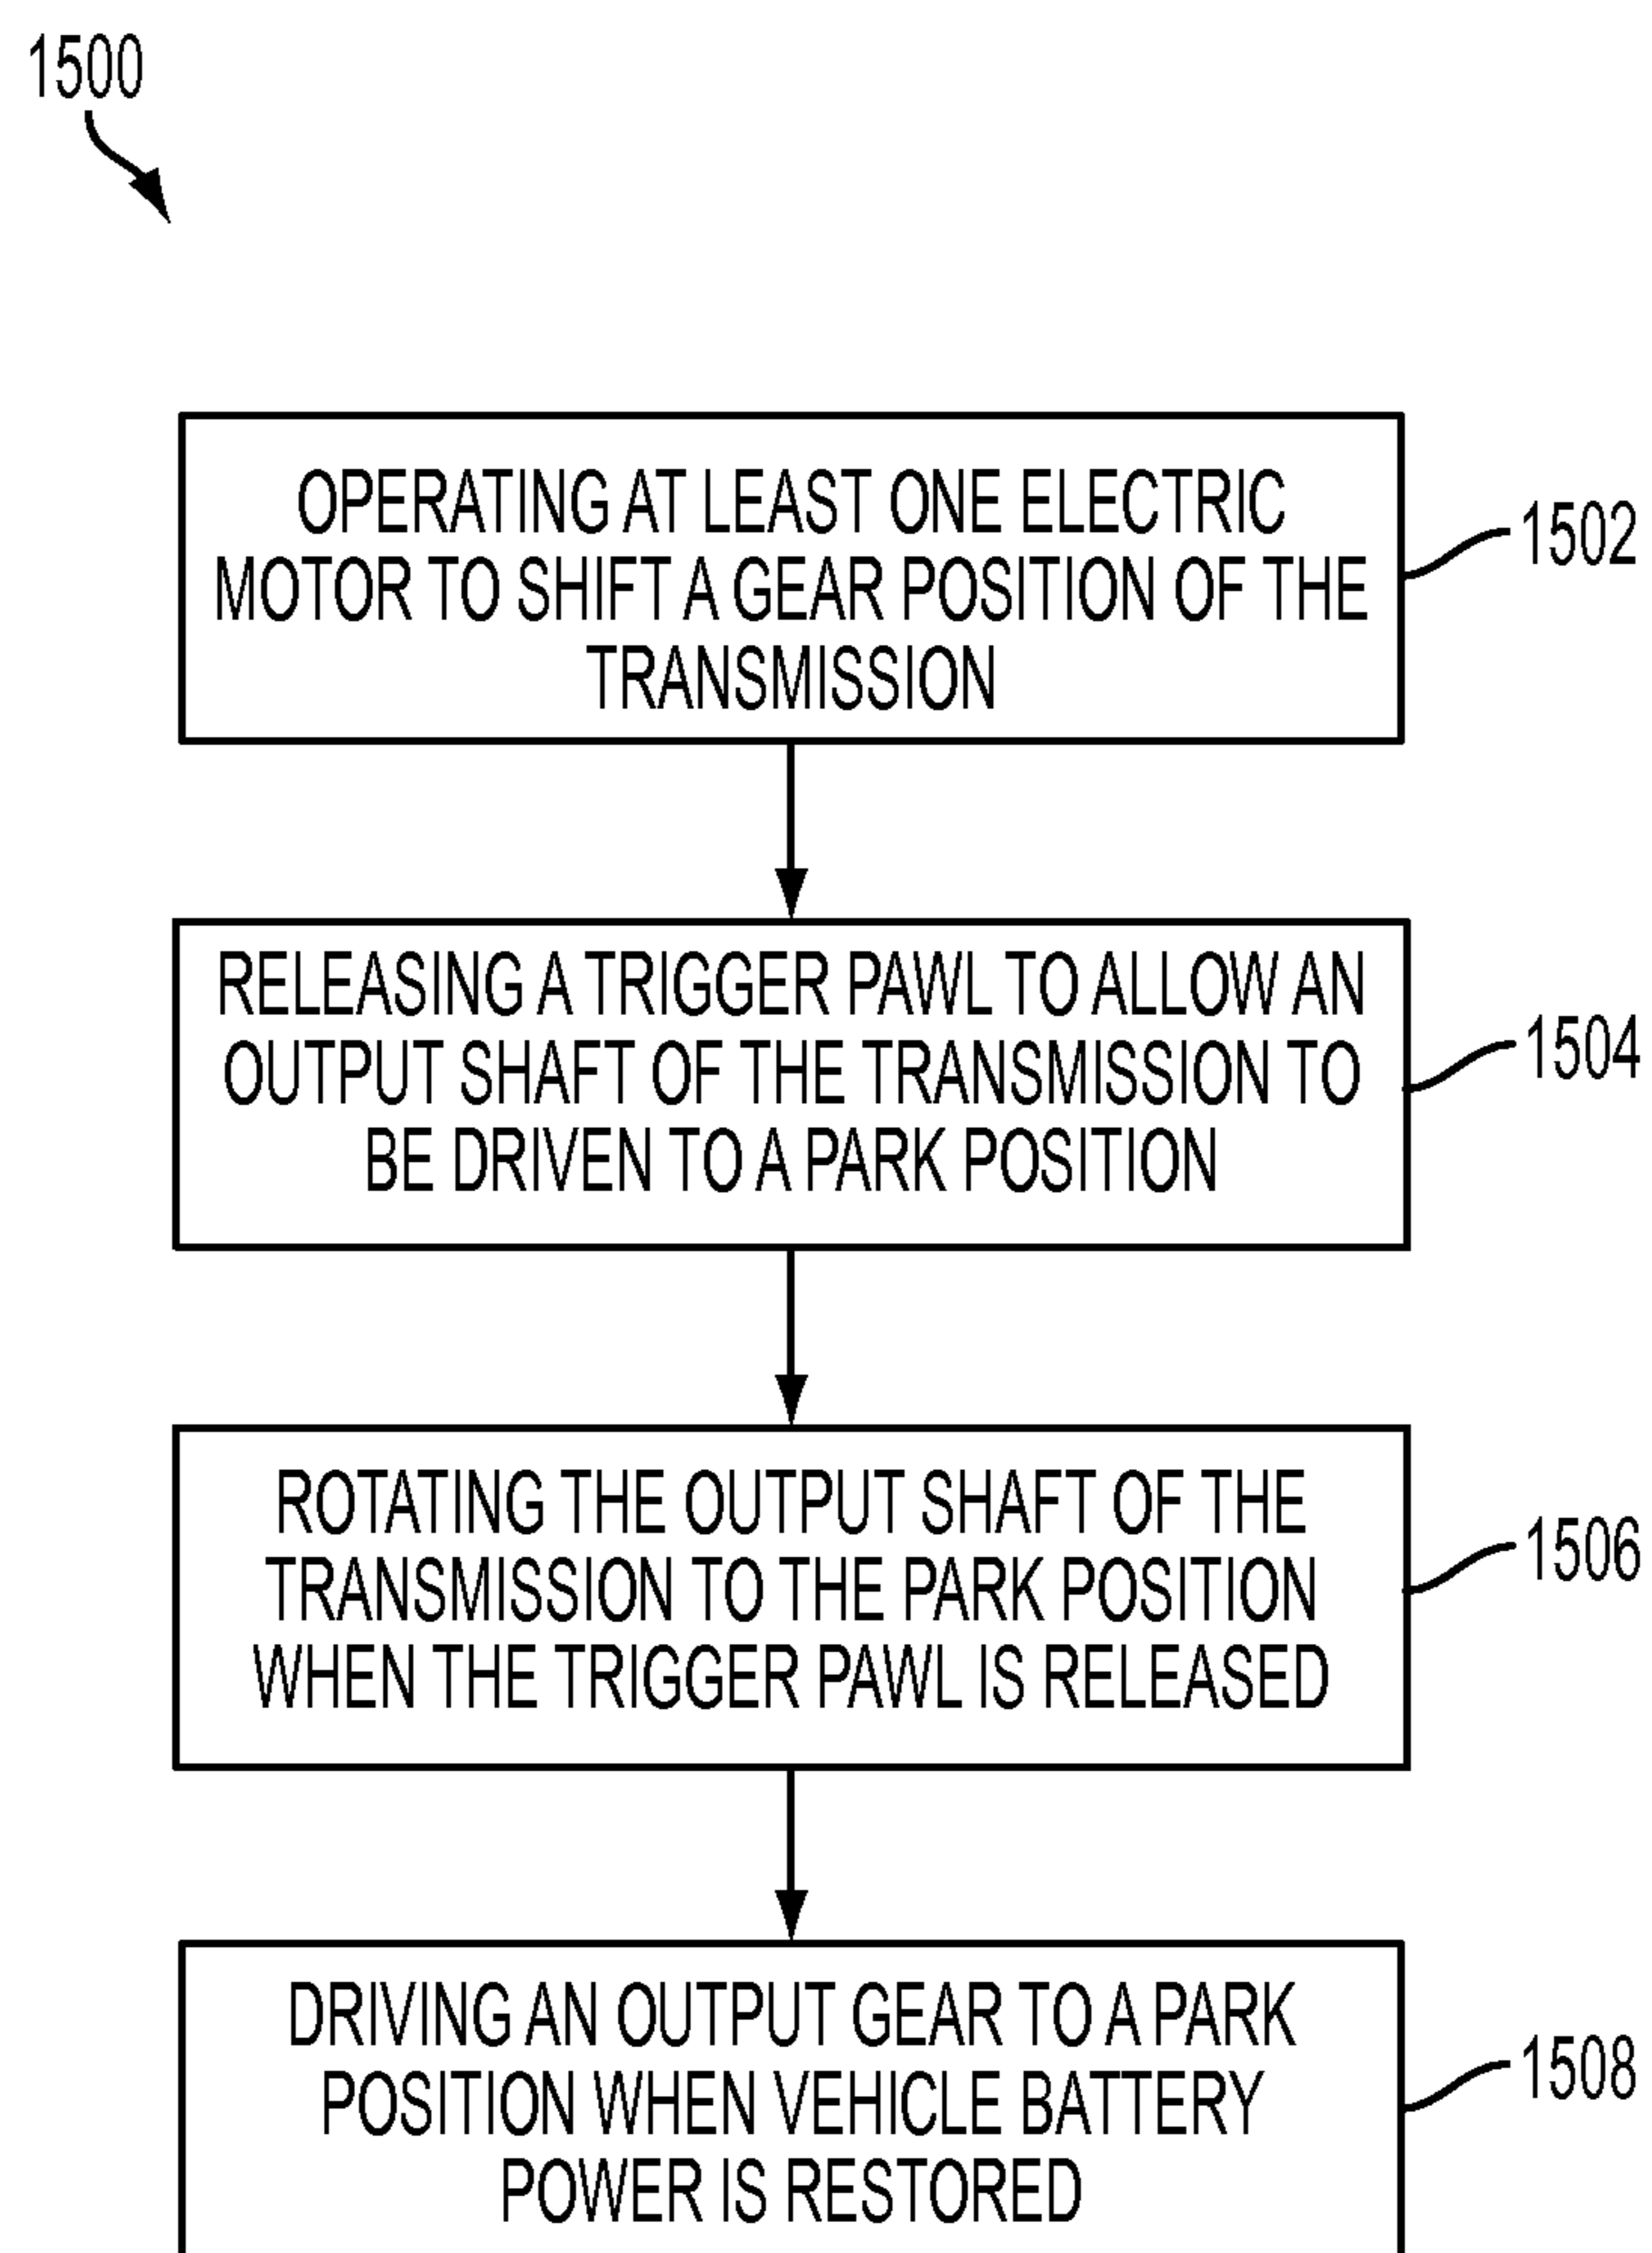 1500
OPERATING AT LEAST ONE ELECTRIC
MOTOR TO SHIFT A GEAR POSITION OF THE
TRANSMISSION
1502
RELEASING A TRIGGER PAWL TO ALLOW AN
OUTPUT SHAFT OF THE TRANSMISSION TO
BE DRIVEN TO A PARK POSITION
1504
ROTATING THE OUTPUT SHAFT OF THE
TRANSMISSION TO THE PARK POSITION
WHEN THE TRIGGER PAWL IS RELEASED
1506
DRIVING AN OUTPUT GEAR TO A PARK
POSITION WHEN VEHICLE BATTERY
POWER IS RESTORED
1508